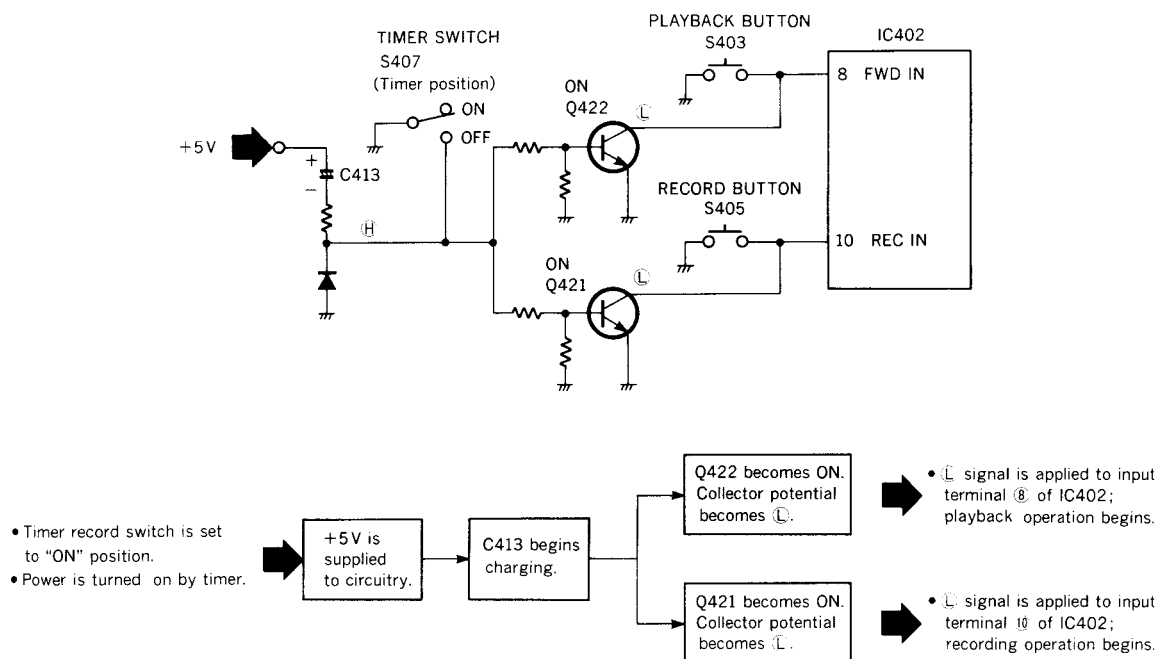 PLAYBACK BUTTON
S403
IC402
TIMER SWITCH
S407
(Timer position)
ON
OFF
ON
Q422
Ⓛ
8 FWD IN
+5V
+
−
C413
Ⓗ
RECORD BUTTON
S405
10 REC IN
ON
Q421
Ⓛ
• Timer record switch is set
to “ON” position.
• Power is turned on by timer.
+5V is
supplied
to circuitry.
C413 begins
charging.
Q422 becomes ON.
Collector potential
becomes Ⓛ.
• Ⓛ signal is applied to input
terminal ⑧ of IC402;
playback operation begins.
Q421 becomes ON.
Collector potential
becomes Ⓛ.
• Ⓛ signal is applied to input
terminal ⑩ of IC402;
recording operation begins.